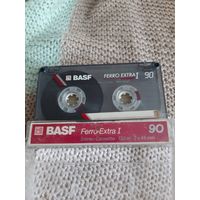 BASF FERRO EXTRA I 90
BASF Ferro Extra I 90